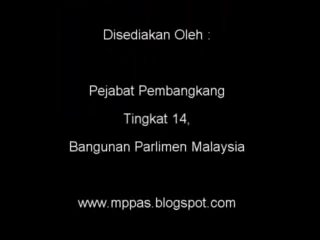 Disediakan Oleh :
Pejabat Pembangkang
Tingkat 14,
Bangunan Parlimen Malaysia
www.mppas.blogspot.com